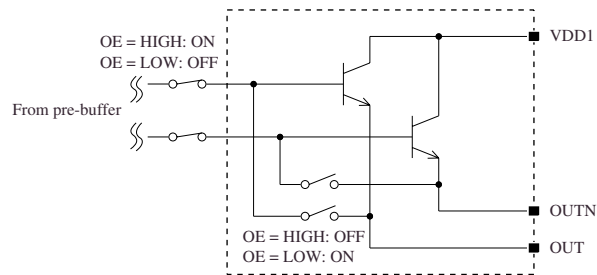 OE = HIGH: ON
OE = LOW: OFF
VDD1
From pre-buffer
OUTN
OUT
OE = HIGH: OFF
OE = LOW: ON